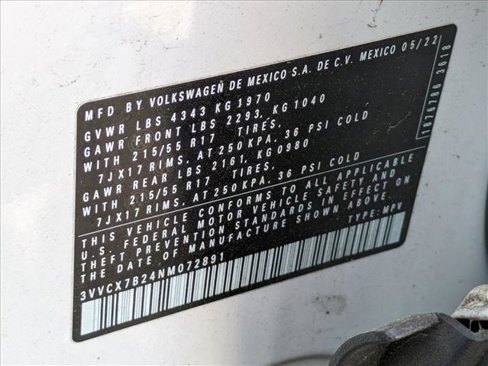 MFD BY VOLKSWAGEN DE MEXICO S.A. DE C.V. MEXICO 05/22
GVWR LBS 4343 KG 1970
GAWR FRONT LBS 2293, KG 1040
WITH 215/55 R17 TIRES,
7JX17 RIMS, AT 250 KPA, 36 PSI COLD
GAWR REAR LBS 2161, KG 0980
WITH 215/55 R17 TIRES,
7JX17 RIMS, AT 250 KPA, 36 PSI COLD
THIS VEHICLE CONFORMS TO ALL APPLICABLE
U.S. FEDERAL MOTOR VEHICLE SAFETY AND
THEFT PREVENTION STANDARDS IN EFFECT ON
THE DATE OF MANUFACTURE SHOWN ABOVE.
3VVCX7B24NM072891 TYPE: MPV